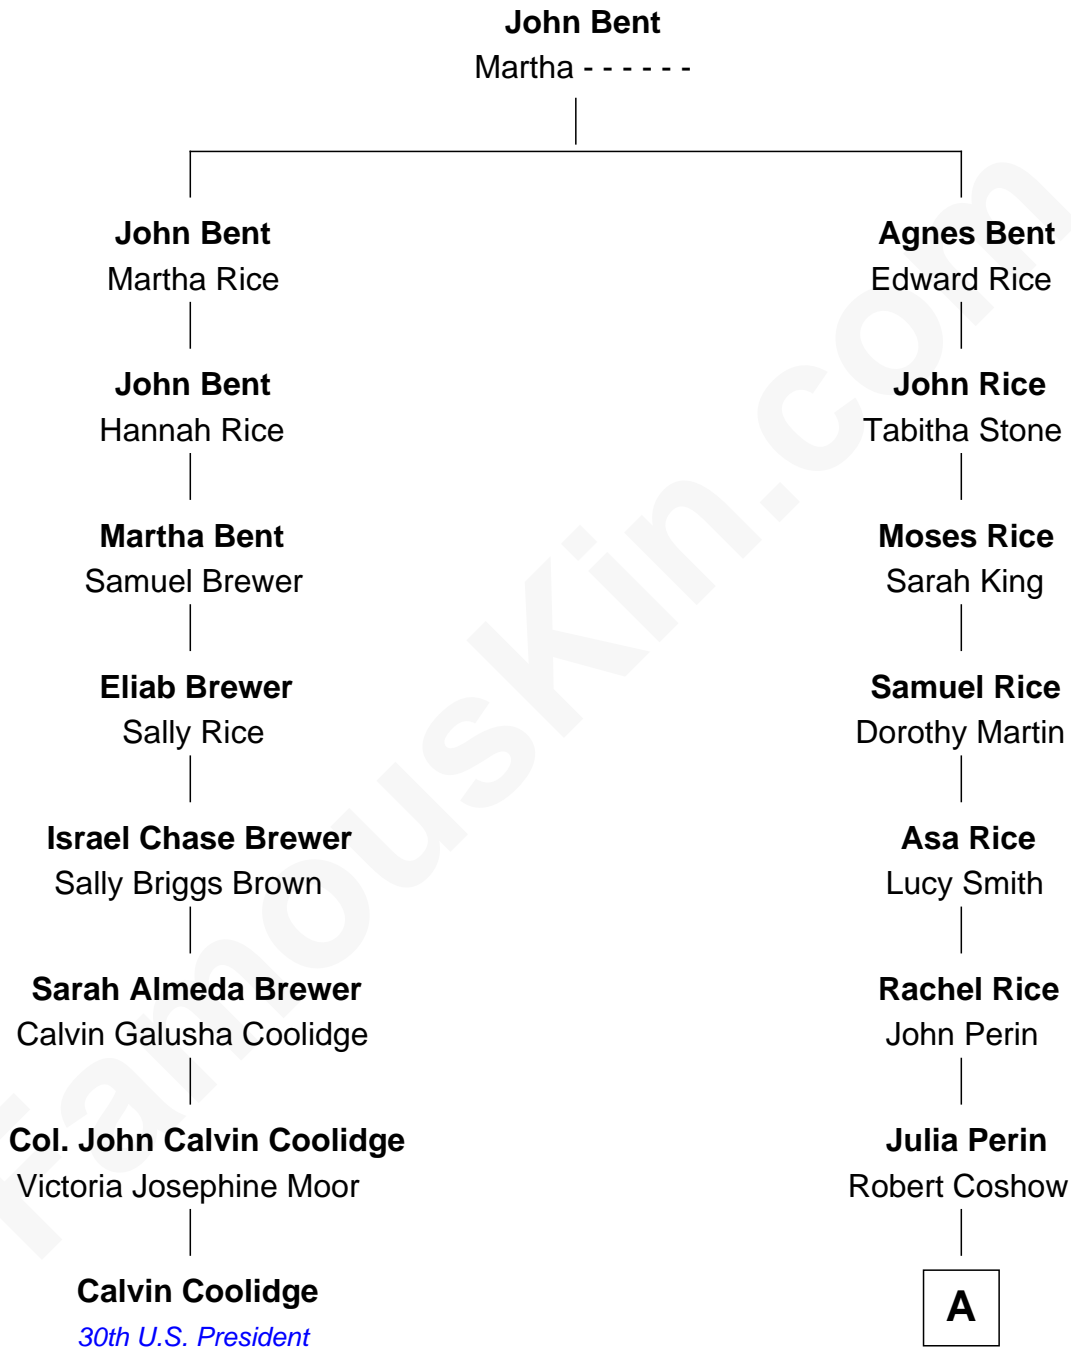 John Bent
Martha - - - - - -
John Bent
Martha Rice
Agnes Bent
Edward Rice
John Bent
Hannah Rice
John Rice
Tabitha Stone
Martha Bent
Samuel Brewer
Moses Rice
Sarah King
Eliab Brewer
Sally Rice
Samuel Rice
Dorothy Martin
Israel Chase Brewer
Sally Briggs Brown
Asa Rice
Lucy Smith
Sarah Almeda Brewer
Calvin Galusha Coolidge
Rachel Rice
John Perin
Col. John Calvin Coolidge
Victoria Josephine Moor
Julia Perin
Robert Coshow
Calvin Coolidge
30th U.S. President
A
FamousKin.com